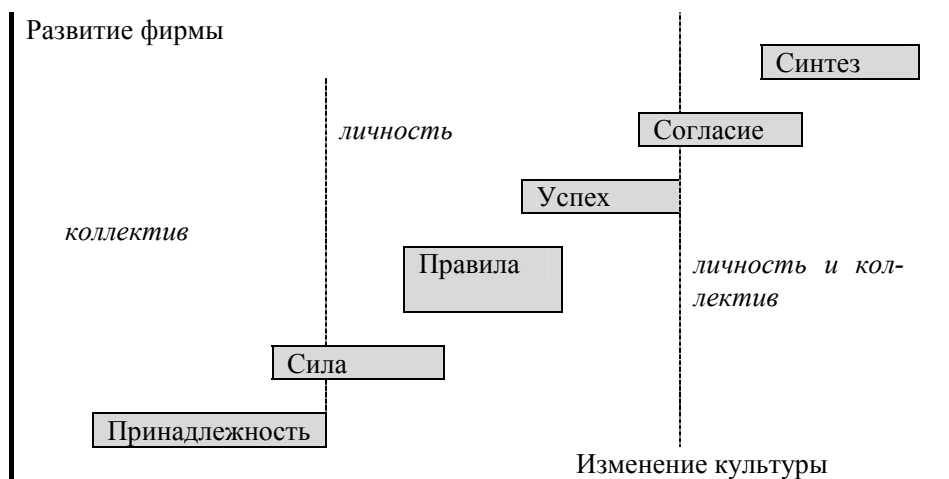 Развитие фирмы
Синтез
личность
Согласие
Успех
коллектив
Правила
личность и кол-
лектив
Сила
Принадлежность
Изменение культуры